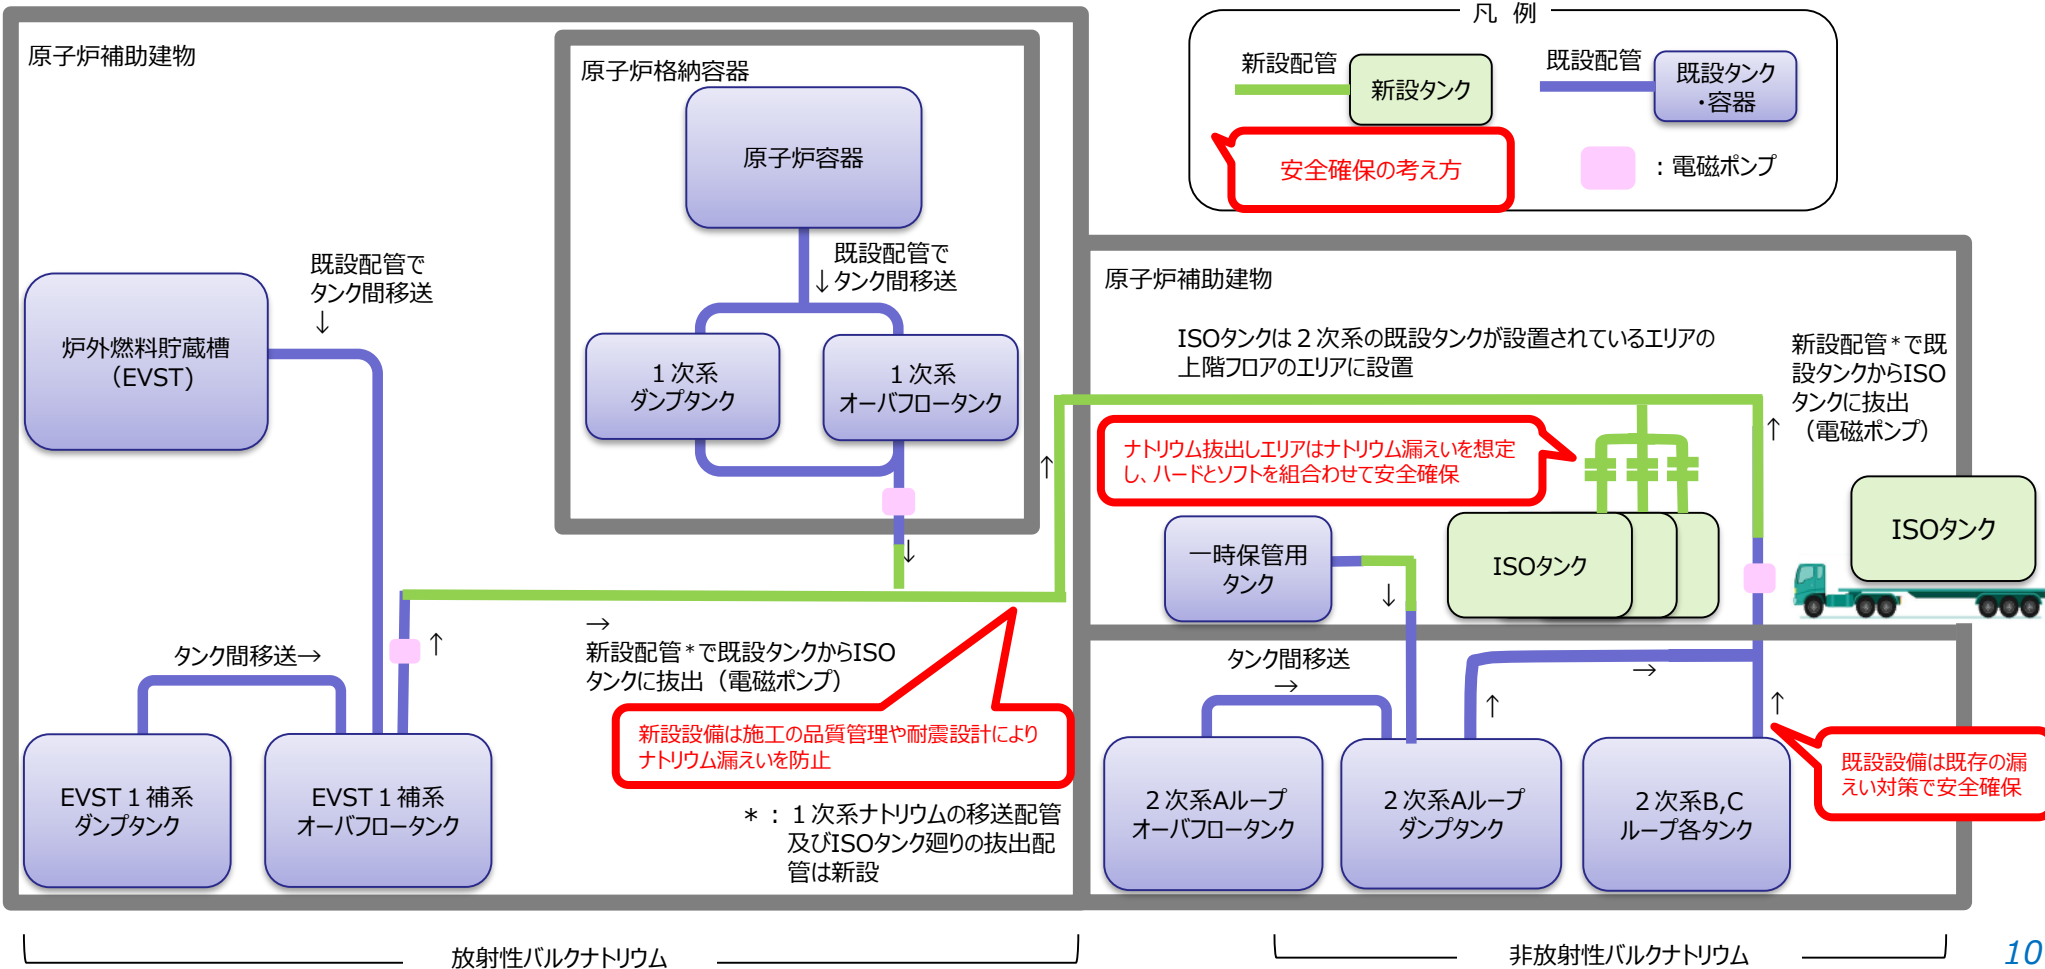 凡 例
新設配管
新設タンク
既設配管
既設タンク
・容器
安全確保の考え方
：電磁ポンプ
原子炉補助建物
原子炉格納容器
原子炉容器
既設配管で
↓タンク間移送
既設配管で
タンク間移送
↓
炉外燃料貯蔵槽
（EVST)
１次系
ダンプタンク
１次系
オーバフロータンク
↓
↑
→
新設配管*で既設タンクからISO
タンクに抜出（電磁ポンプ）
タンク間移送→
↑
新設設備は施工の品質管理や耐震設計により
ナトリウム漏えいを防止
EVST１補系
ダンプタンク
EVST１補系
オーバフロータンク
＊：１次系ナトリウムの移送配管
及びISOタンク廻りの抜出配
管は新設
原子炉補助建物
ISOタンクは２次系の既設タンクが設置されているエリアの
上階フロアのエリアに設置
新設配管*で既
設タンクからISO
タンクに抜出
（電磁ポンプ）
↑
ナトリウム抜出しエリアはナトリウム漏えいを想定
し、ハードとソフトを組合わせて安全確保
一時保管用
タンク
↓
ISOタンク
ISOタンク
タンク間移送
→
↑
→
↑
既設設備は既存の漏
えい対策で安全確保
２次系Aループ
オーバフロータンク
２次系Aループ
ダンプタンク
２次系B,C
ループ各タンク
放射性バルクナトリウム
非放射性バルクナトリウム
10